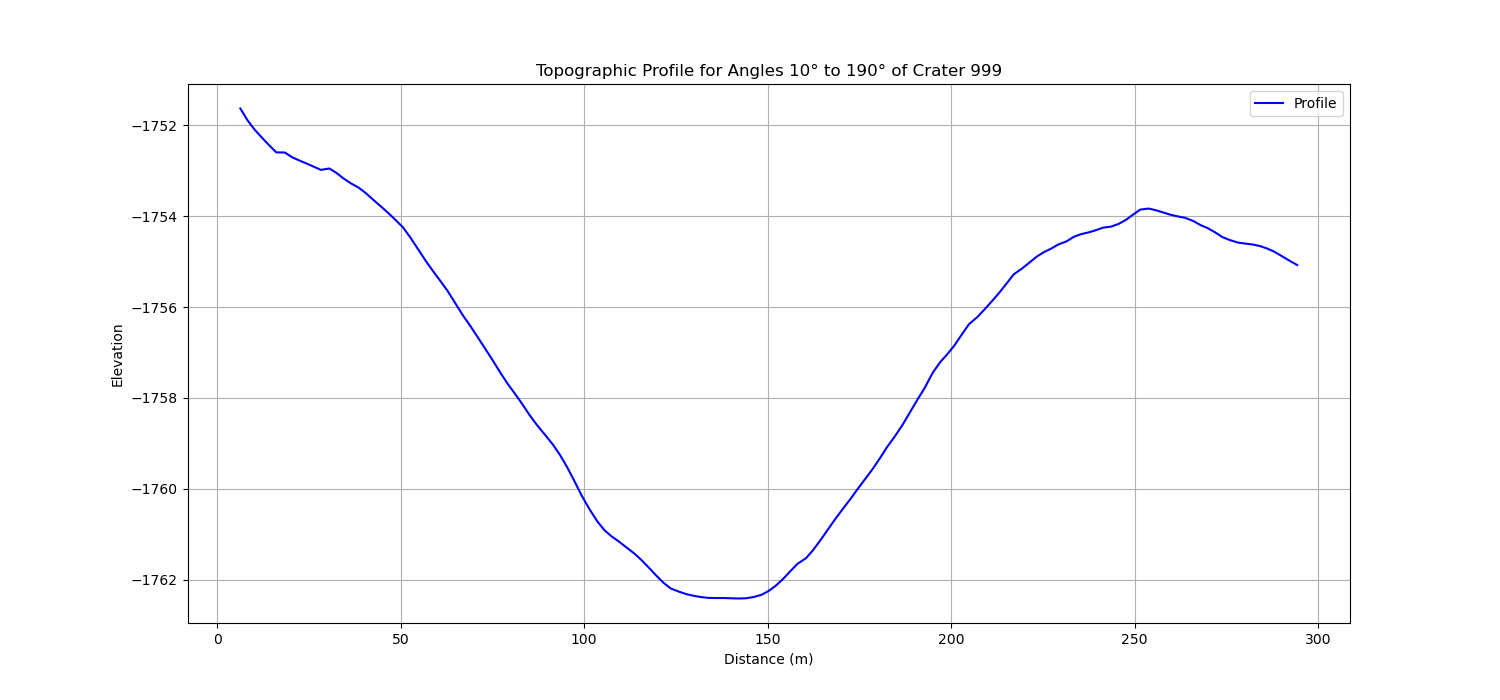 Topographic Profile for Angles 10° to 190° of Crater 999
Profile
−1752
−1754
−1756
−1758
−1760
−1762
Elevation
0 50 100 150 200 250 300
Distance (m)